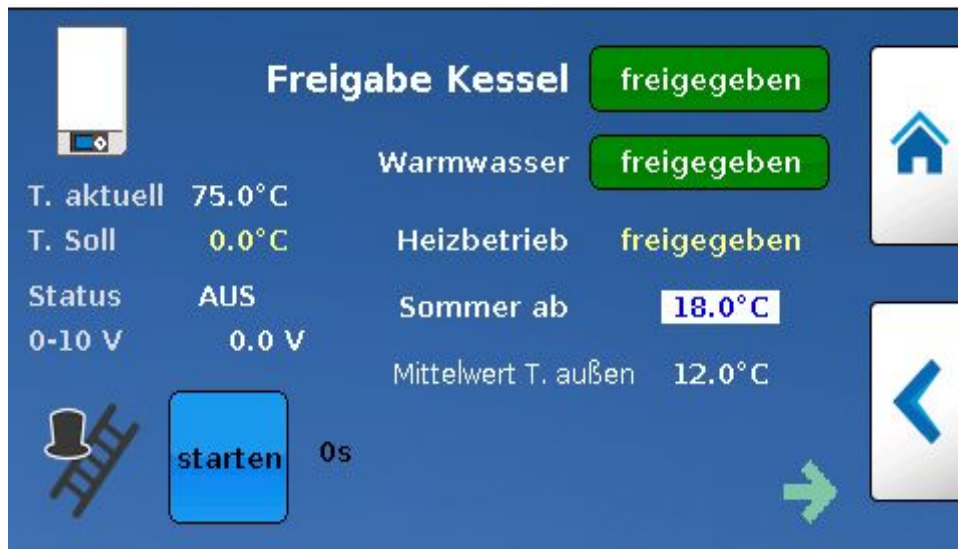 Freigabe Kessel freigegeben
Warmwasser freigegeben
T. aktuell 75.0°C
T. Soll 0.0°C
Heizbetrieb freigegeben
Status AUS
Sommer ab 18.0°C
0-10 V 0.0 V
Mittelwert T. außen 12.0°C
starten 0s